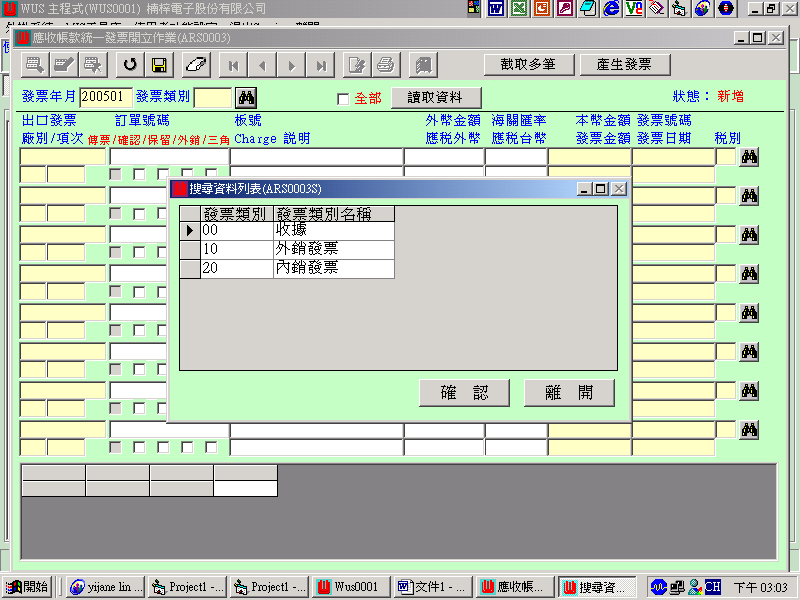 WUS 主程式(WUS0001) 楠梓電子股份有限公司
應收帳款統一發票開立作業(ARS0003)
截取多筆 產生發票
發票年月 200501 發票類別 全部 讀取資料 狀態： 新增
出口發票 訂單號碼 板號 外幣金額 海關匯率 本幣金額 發票號碼
廠別/項次 傳票/確認/保留/外銷/三角 Charge 說明 應稅外幣 應稅台幣 發票金額 發票日期 稅別
搜尋資料列表(ARS0003S)
發票類別 發票類別名稱
00 收據
10 外銷發票
20 內銷發票
確 認 離 開
開始 yijane lin ... Project1 -... Project1 -... Wus0001 文件1 - ... 應收帳... 搜尋資... CH 下午 03:03